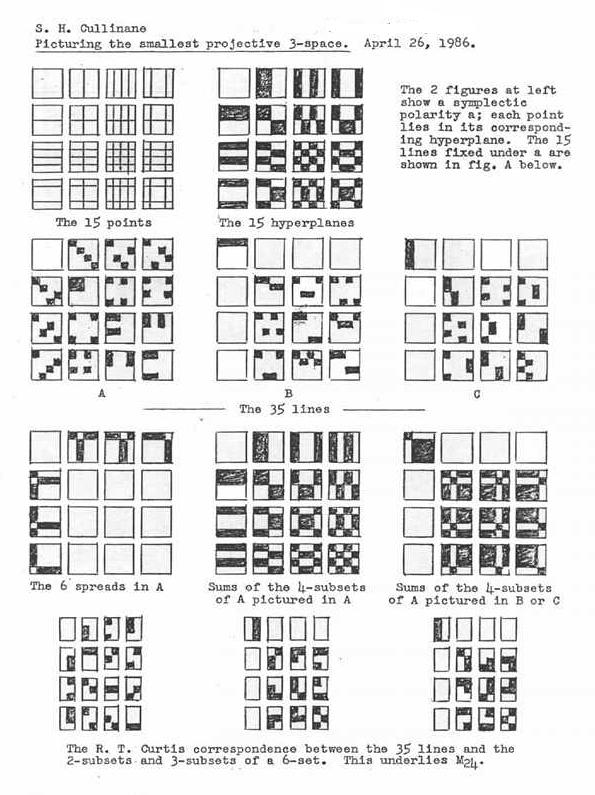 S. H. Cullinane
Picturing the smallest projective 3-space. April 26, 1986.
The 2 figures at left
show a symplectic
polarity a; each point
lies in its correspond-
ing hyperplane. The 15
lines fixed under a are
shown in fig. A below.
The 15 points
The 15 hyperplanes
A
B
C
The 35 lines
The 6 spreads in A
Sums of the 4-subsets
of A pictured in A
Sums of the 4-subsets
of A pictured in B or C
The R. T. Curtis correspondence between the 35 lines and the
2-subsets and 3-subsets of a 6-set. This underlies M24.